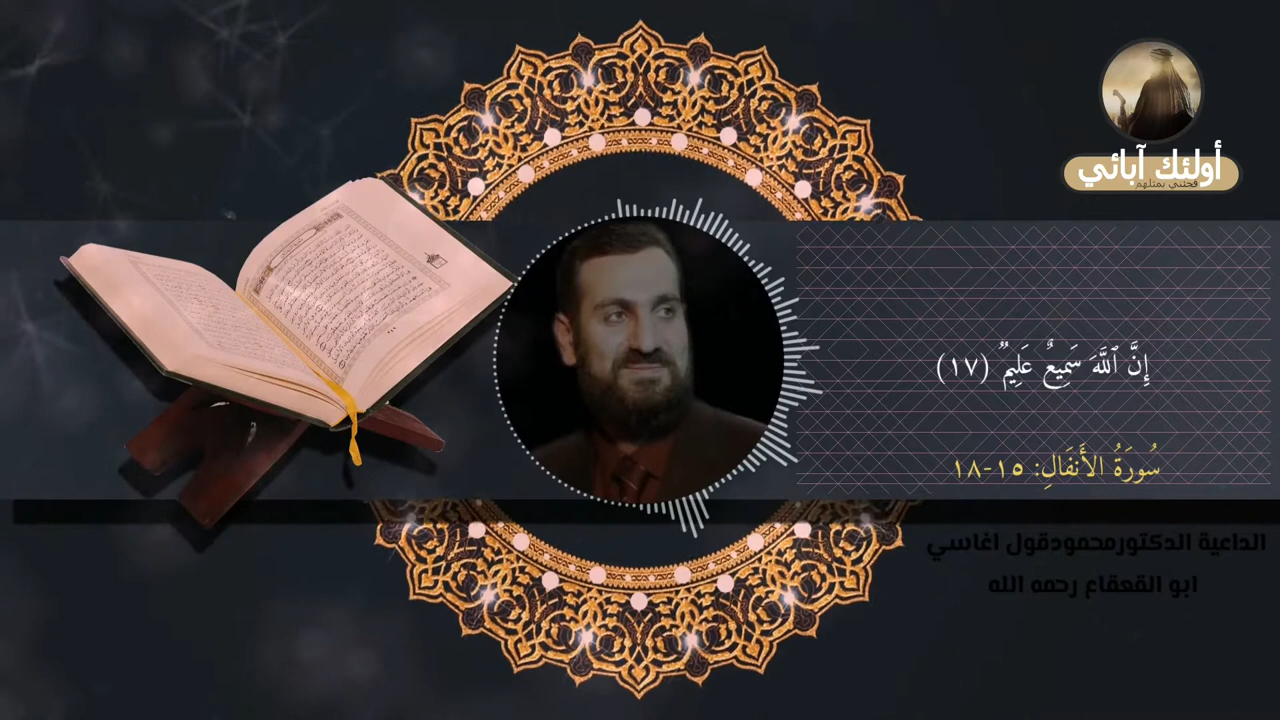 أولئك آبائي
فجئني بمثلهم
إِنَّ ٱللَّهَ سَمِيعٌ عَلِيمٌ (١٧)
سُورَةُ الأَنفَالِ: ١٥-١٨
الداعية الدكتورمحمودقول اغاسي
ابو القعقاع رحمه الله